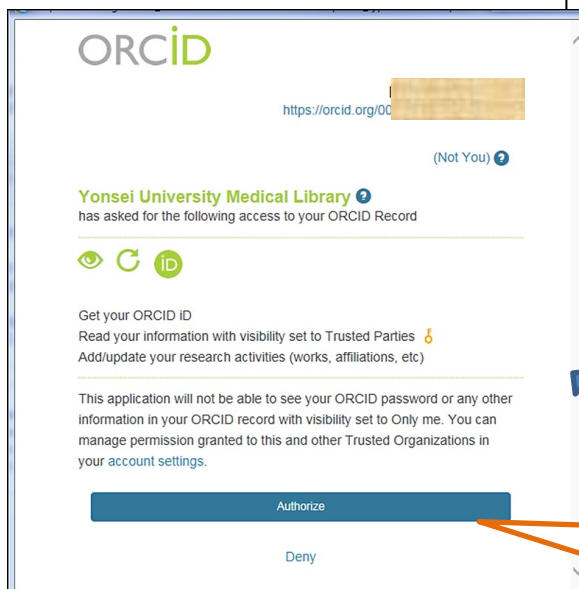 ORCiD
https://orcid.org/00
(Not You)
Yonsei University Medical Library
has asked for the following access to your ORCID Record
iD
Get your ORCID iD
Read your information with visibility set to Trusted Parties
Add/update your research activities (works, affiliations, etc)
This application will not be able to see your ORCID password or any other
information in your ORCID record with visibility set to Only me. You can
manage permission granted to this and other Trusted Organizations in
your account settings.
Authorize
Deny